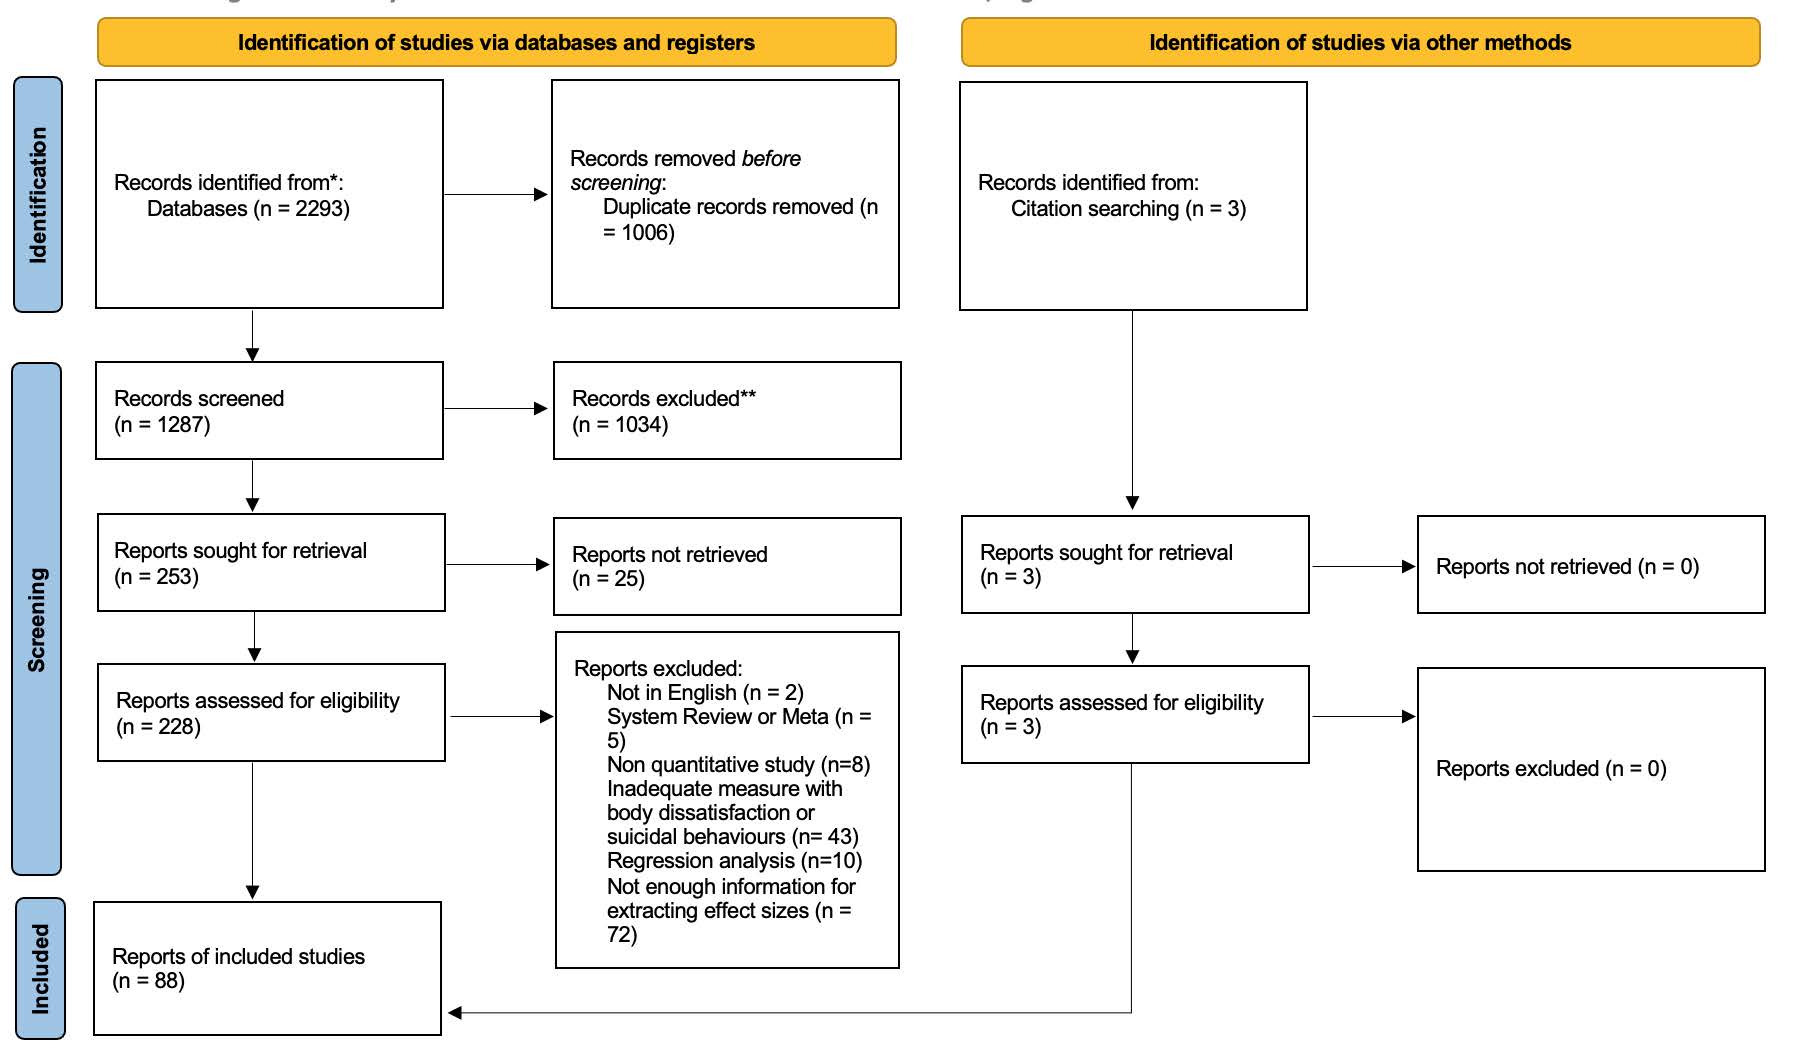 Identification of studies via databases and registers
Identification of studies via other methods
Identification
Records identified from*:
Databases (n = 2293)
Records removed before
screening:
Duplicate records removed (n
= 1006)
Records identified from:
Citation searching (n = 3)
Screening
Records screened
(n = 1287)
Records excluded**
(n = 1034)
Reports sought for retrieval
(n = 253)
Reports not retrieved
(n = 25)
Reports sought for retrieval
(n = 3)
Reports not retrieved (n = 0)
Reports assessed for eligibility
(n = 228)
Reports excluded:
Not in English (n = 2)
System Review or Meta (n =
5)
Non quantitative study (n=8)
Inadequate measure with
body dissatisfaction or
suicidal behaviours (n= 43)
Regression analysis (n=10)
Not enough information for
extracting effect sizes (n =
72)
Reports assessed for eligibility
(n = 3)
Reports excluded (n = 0)
Included
Reports of included studies
(n = 88)